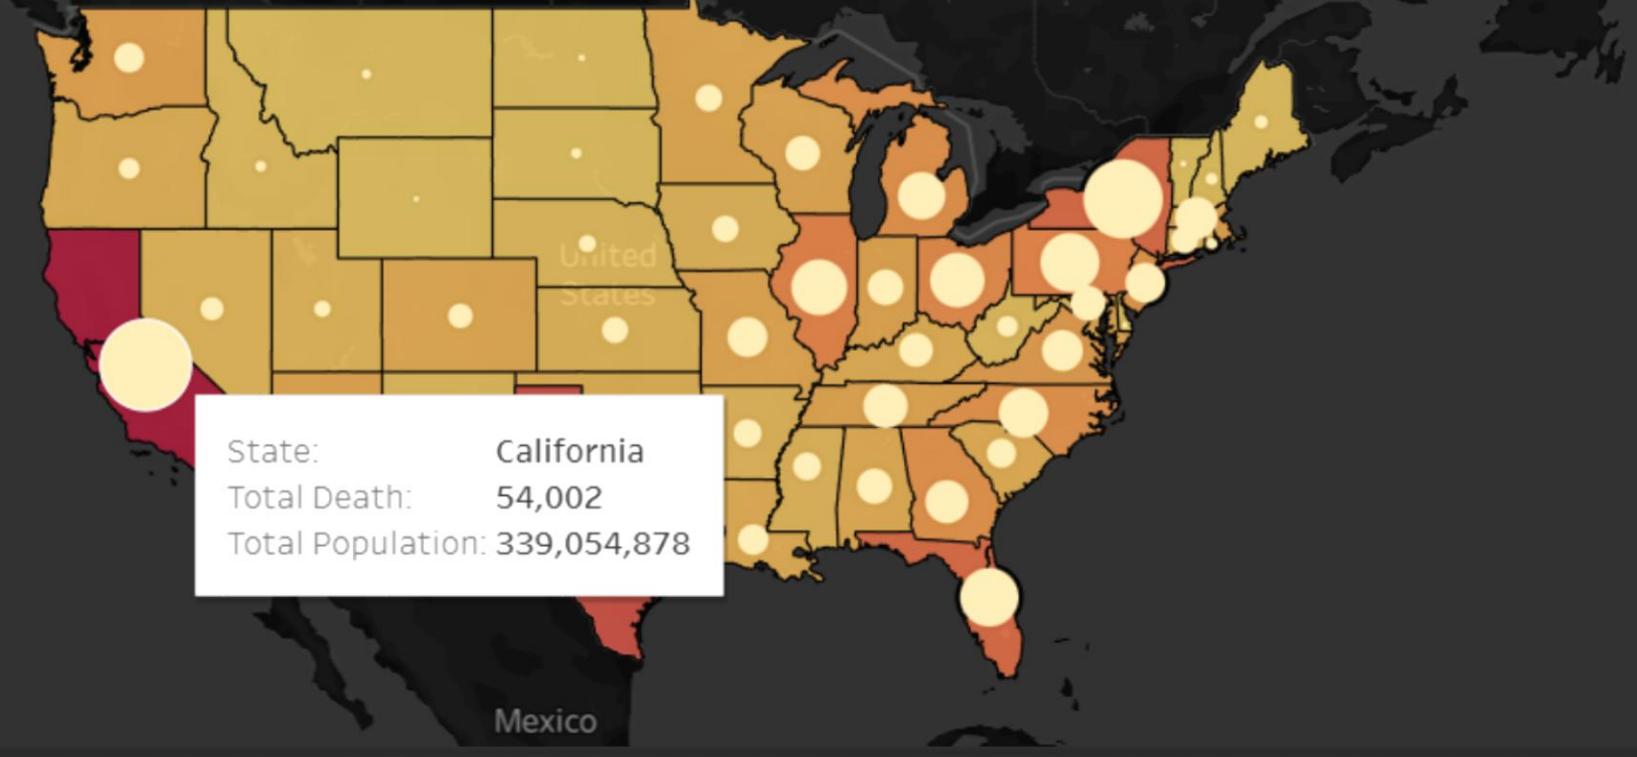 United
States
State: California
Total Death: 54,002
Total Population: 339,054,878
Mexico